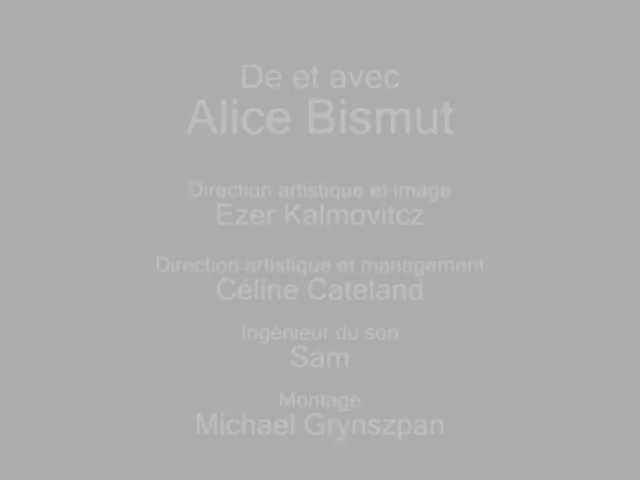 De et avec
Alice Bismut
Direction artistique et image
Ezer Kalmovitcz
Direction artistique et management
Céline Cateland
Ingénieur du son
Sam
Montage
Michael Grynszpan